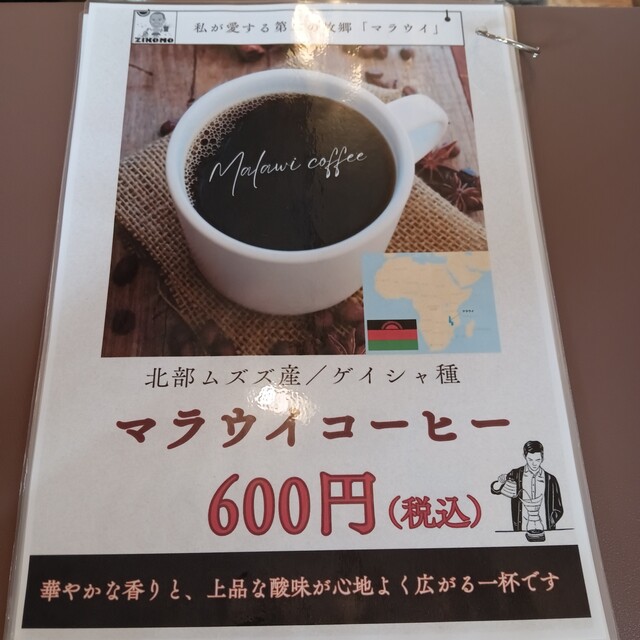 ZIKOMO
私が愛する第 の故郷「マラウイ」
Malawi coffee
北部ムズズ産／ゲイシャ種
マラウイコーヒー
600円(税込)
華やかな香りと、上品な酸味が心地よく広がる一杯です